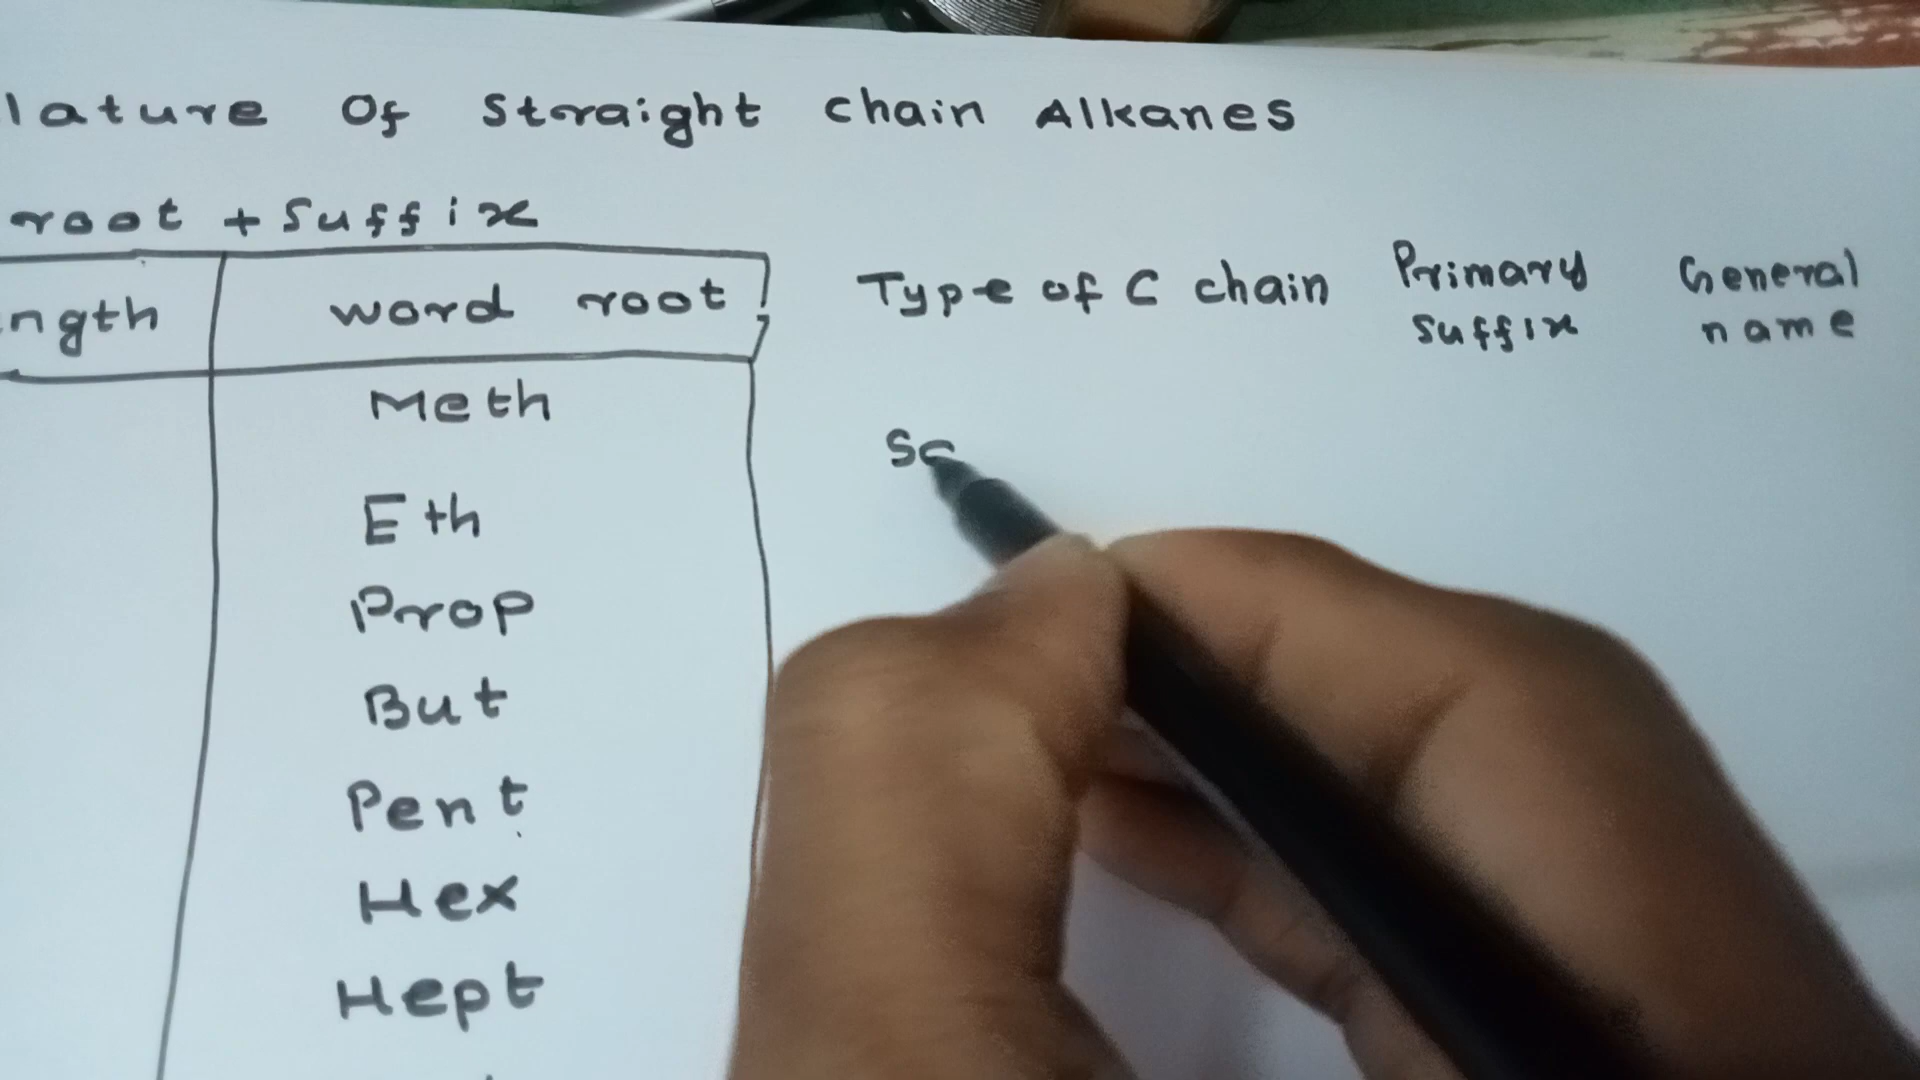 lature Of Straight chain Alkanes
root + Suffix
ngth word root
Type of C chain Primary suffix General name
Meth
Sa
Eth
Prop
But
Pent
Hex
Hept